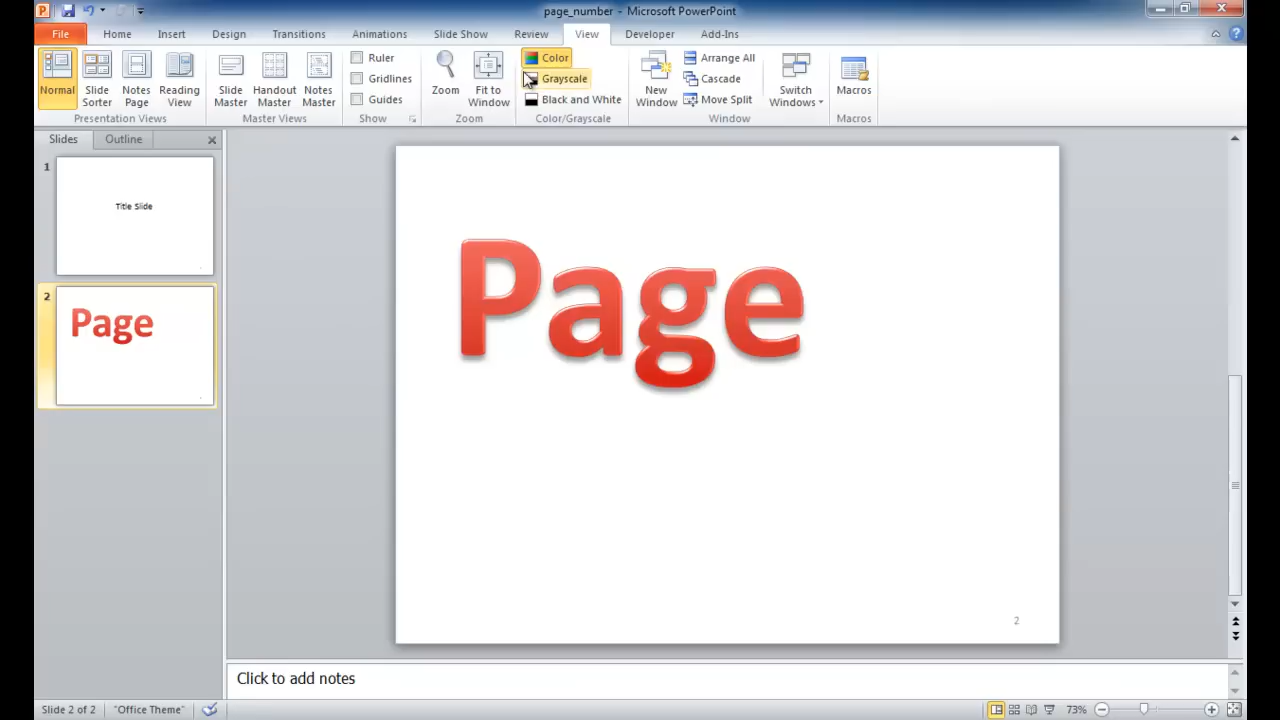 page_number - Microsoft PowerPoint
File Home Insert Design Transitions Animations Slide Show Review View Developer Add-Ins
Normal
Slide Sorter
Notes Page
Reading View
Presentation Views
Slide Master
Handout Master
Notes Master
Master Views
Ruler
Gridlines
Guides
Show
Zoom
Fit to Window
Zoom
Color
Grayscale
Black and White
Color/Grayscale
New Window
Arrange All
Cascade
Move Split
Switch Windows
Window
Macros
Macros
Slides Outline
1
Title Slide
2
Page
Page
2
Click to add notes
Slide 2 of 2 "Office Theme" 73%